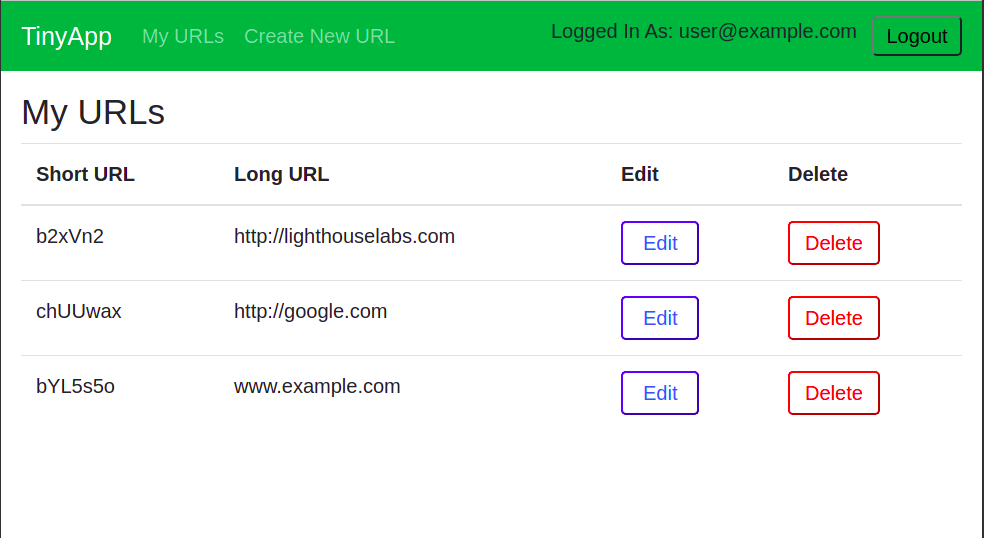 TinyApp My URLs Create New URL Logged In As: user@example.com Logout
My URLs
Short URL Long URL Edit Delete
b2xVn2 http://lighthouselabs.com Edit Delete
chUUwax http://google.com Edit Delete
bYL5s5o www.example.com Edit Delete